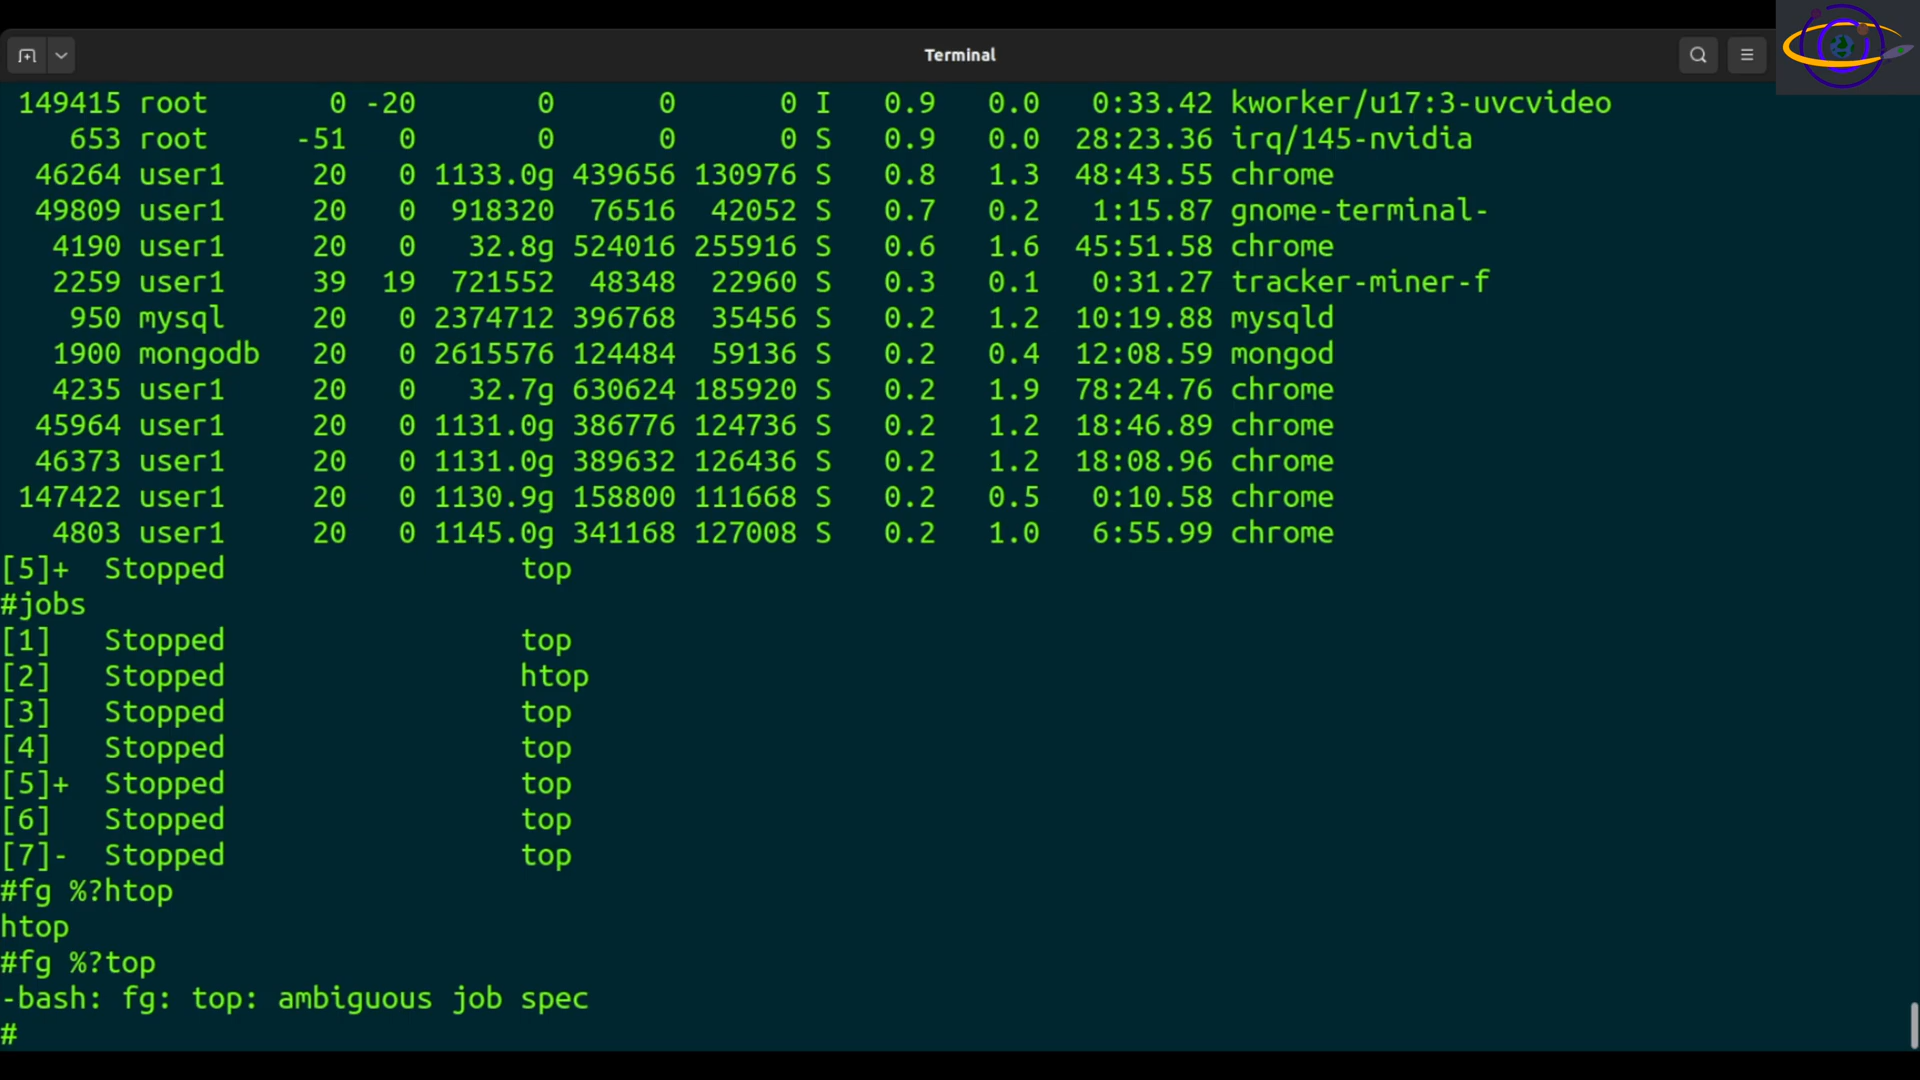 Terminal
149415 root 0 -20 0 0 0 I 0.9 0.0 0:33.42 kworker/u17:3-uvcvideo
653 root -51 0 0 0 0 S 0.9 0.0 28:23.36 irq/145-nvidia
46264 user1 20 0 1133.0g 439656 130976 S 0.8 1.3 48:43.55 chrome
49809 user1 20 0 918320 76516 42052 S 0.7 0.2 1:15.87 gnome-terminal-
4190 user1 20 0 32.8g 524016 255916 S 0.6 1.6 45:51.58 chrome
2259 user1 39 19 721552 48348 22960 S 0.3 0.1 0:31.27 tracker-miner-f
950 mysql 20 0 2374712 396768 35456 S 0.2 1.2 10:19.88 mysqld
1900 mongodb 20 0 2615576 124484 59136 S 0.2 0.4 12:08.59 mongod
4235 user1 20 0 32.7g 630624 185920 S 0.2 1.9 78:24.76 chrome
45964 user1 20 0 1131.0g 386776 124736 S 0.2 1.2 18:46.89 chrome
46373 user1 20 0 1131.0g 389632 126436 S 0.2 1.2 18:08.96 chrome
147422 user1 20 0 1130.9g 158800 111668 S 0.2 0.5 0:10.58 chrome
4803 user1 20 0 1145.0g 341168 127008 S 0.2 1.0 6:55.99 chrome
[5]+ Stopped top
#jobs
[1] Stopped top
[2] Stopped htop
[3] Stopped top
[4] Stopped top
[5]+ Stopped top
[6] Stopped top
[7]- Stopped top
#fg %?htop
htop
#fg %?top
-bash: fg: top: ambiguous job spec
#